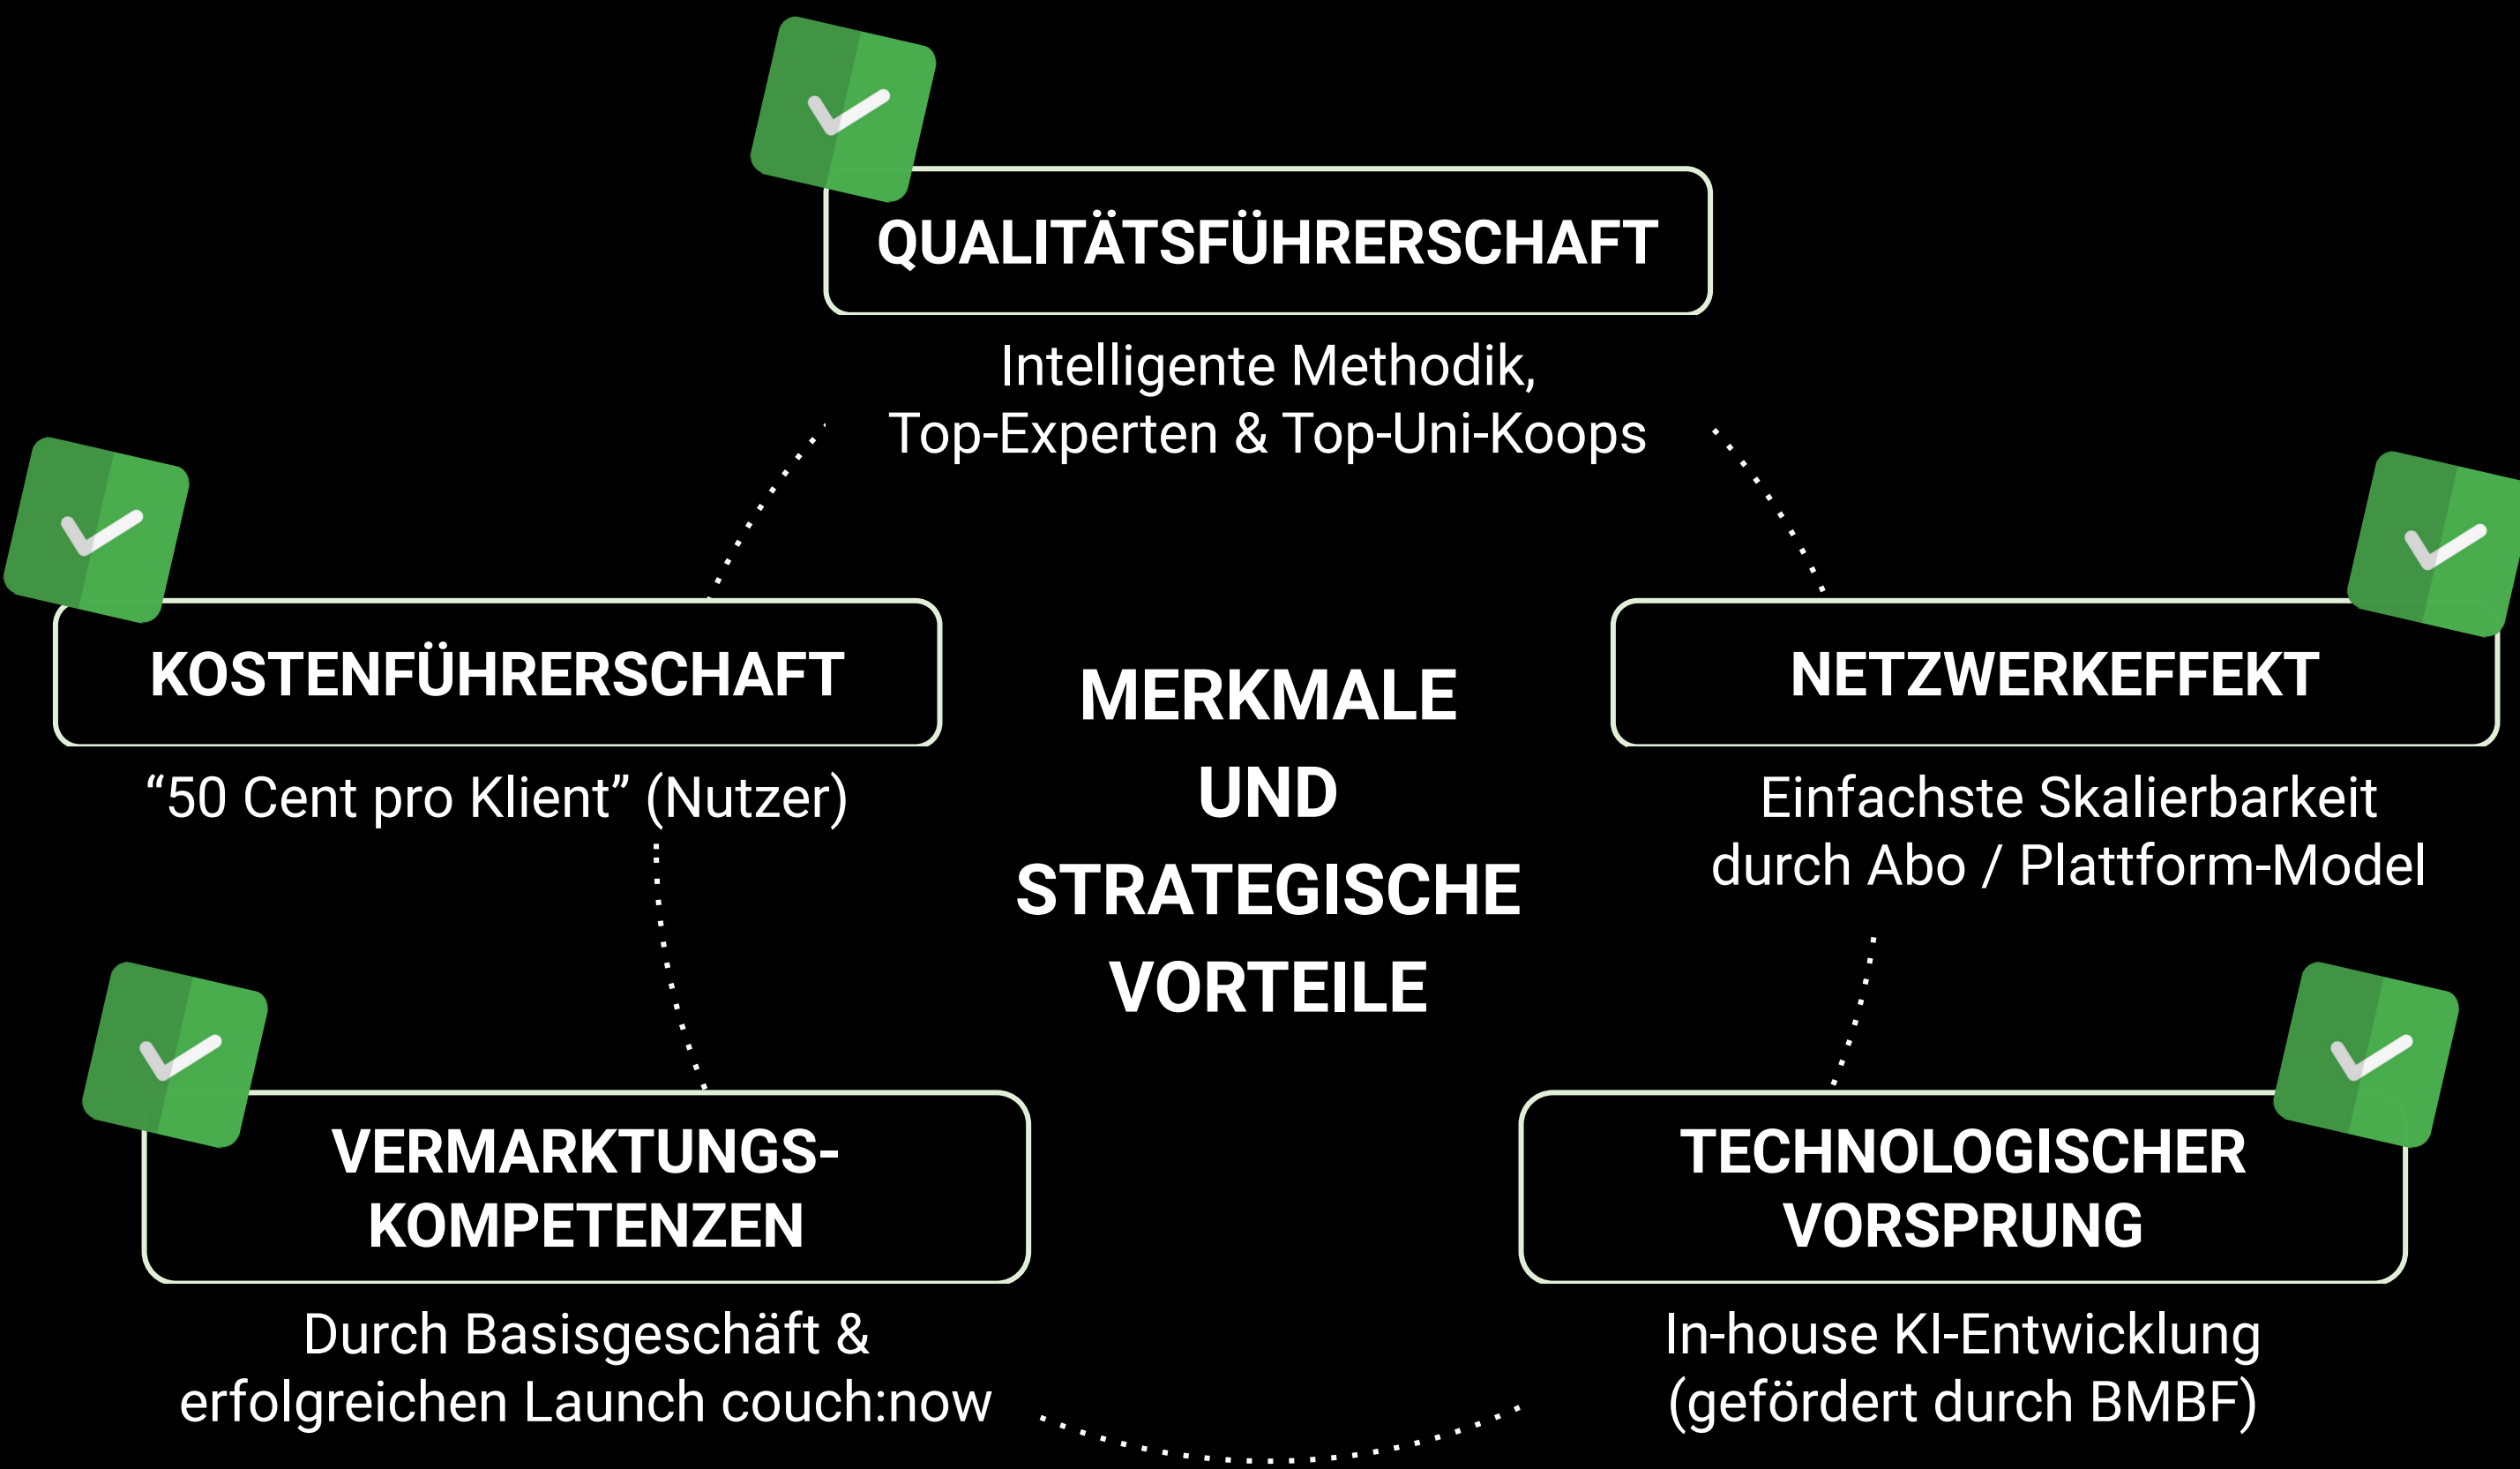 QUALITÄTSFÜHRERSCHAFT
Intelligente Methodik,
Top-Experten & Top-Uni-Koops
KOSTENFÜHRERSCHAFT
“50 Cent pro Klient” (Nutzer)
MERKMALE
UND
STRATEGISCHE
VORTEILE
NETZWERKEFFEKT
Einfachste Skalierbarkeit
durch Abo / Plattform-Model
VERMARKTUNGS-
KOMPETENZEN
Durch Basisgeschäft &
erfolgreichen Launch couch:now
TECHNOLOGISCHER
VORSPRUNG
In-house KI-Entwicklung
(gefördert durch BMBF)